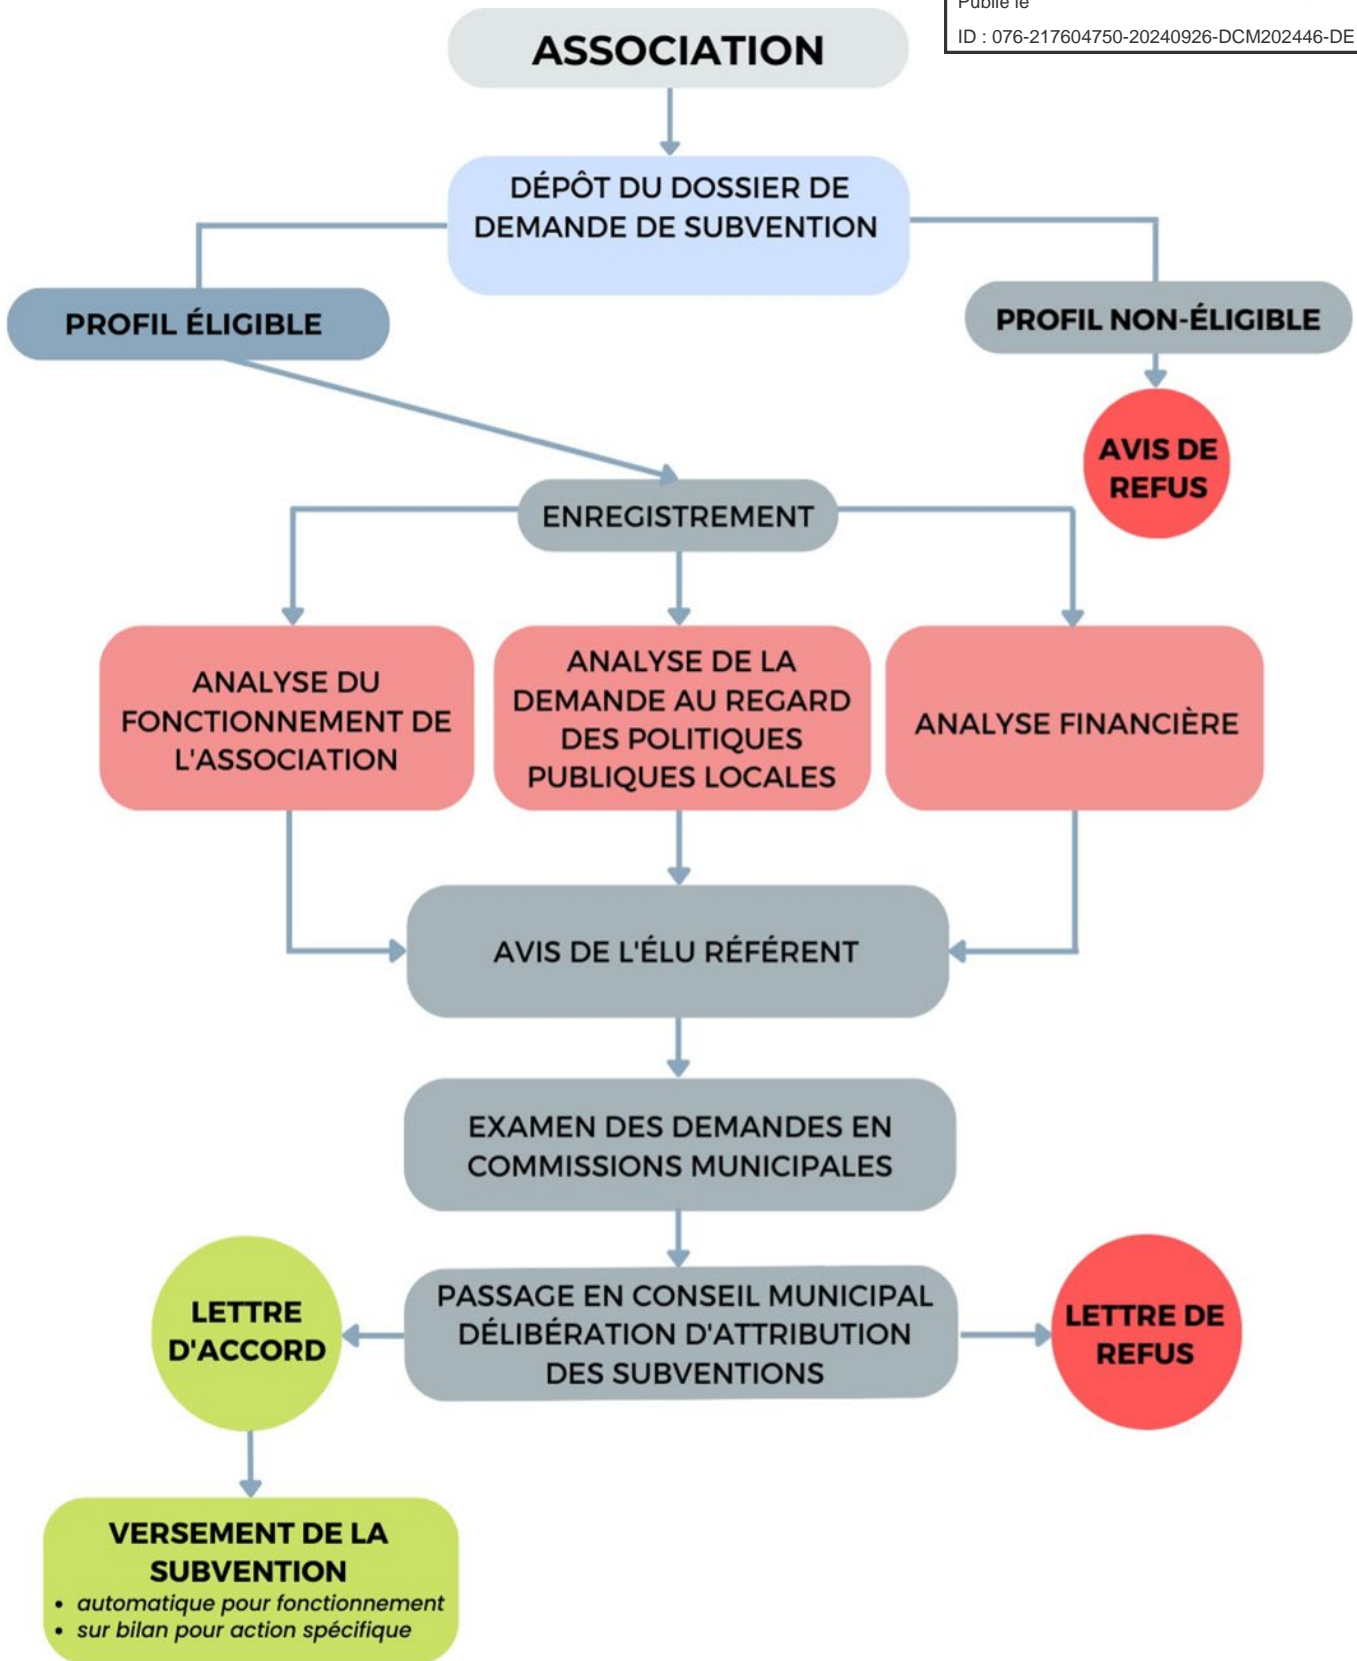 Publié le
ID : 076-217604750-20240926-DCM202446-DE
ASSOCIATION
DÉPÔT DU DOSSIER DE
DEMANDE DE SUBVENTION
PROFIL ÉLIGIBLE
PROFIL NON-ÉLIGIBLE
AVIS DE
REFUS
ENREGISTREMENT
ANALYSE DU
FONCTIONNEMENT DE
L'ASSOCIATION
ANALYSE DE LA
DEMANDE AU REGARD
DES POLITIQUES
PUBLIQUES LOCALES
ANALYSE FINANCIÈRE
AVIS DE L'ÉLU RÉFÉRENT
EXAMEN DES DEMANDES EN
COMMISSIONS MUNICIPALES
PASSAGE EN CONSEIL MUNICIPAL
DÉLIBÉRATION D'ATTRIBUTION
DES SUBVENTIONS
LETTRE
D'ACCORD
LETTRE DE
REFUS
VERSEMENT DE LA
SUBVENTION
• automatique pour fonctionnement
• sur bilan pour action spécifique